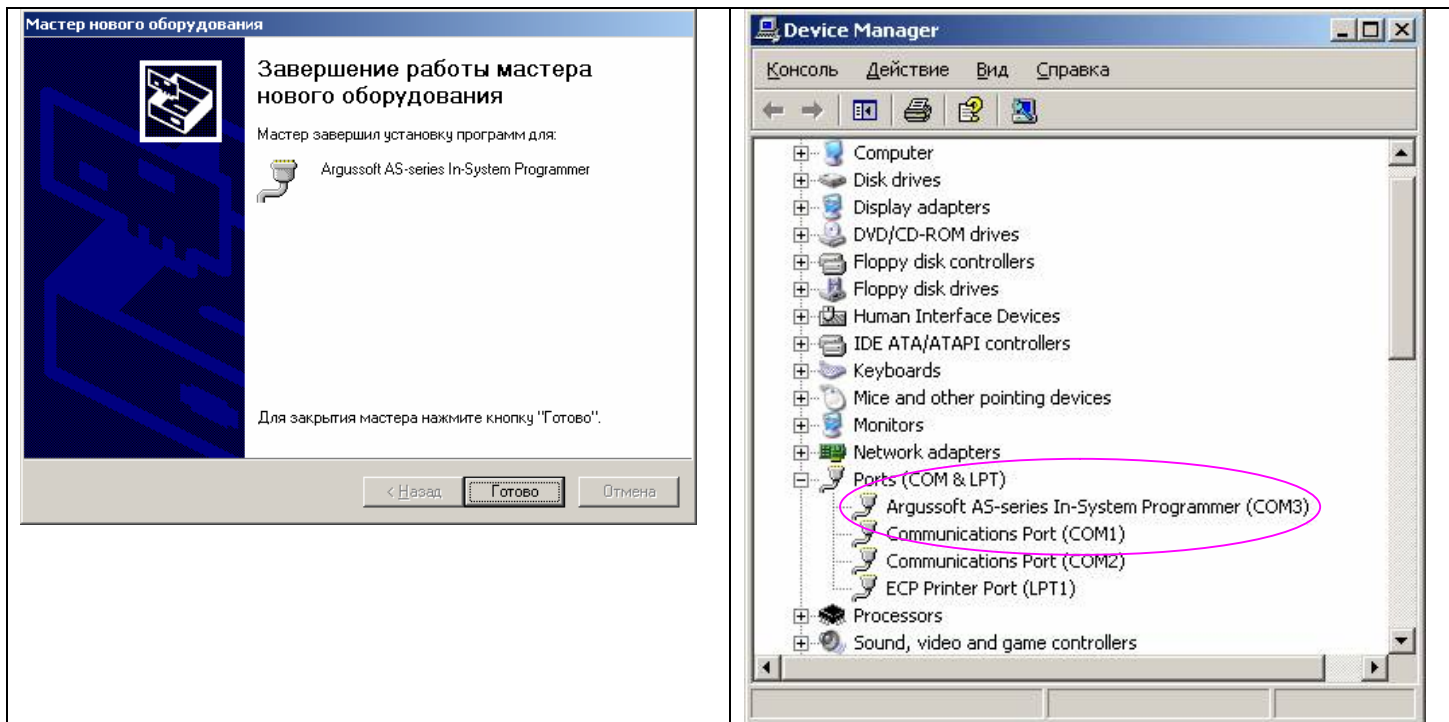 Мастер нового оборудования
Завершение работы мастера
нового оборудования
Мастер завершил установку программ для:
Argussoft AS-series In-System Programmer
Для закрытия мастера нажмите кнопку "Готово".
< Назад
Готово
Отмена
Device Manager
Консоль Действие Вид Справка
Computer
Disk drives
Display adapters
DVD/CD-ROM drives
Floppy disk controllers
Floppy disk drives
Human Interface Devices
IDE ATA/ATAPI controllers
Keyboards
Mice and other pointing devices
Monitors
Network adapters
Ports (COM & LPT)
Argussoft AS-series In-System Programmer (COM3)
Communications Port (COM1)
Communications Port (COM2)
ECP Printer Port (LPT1)
Processors
Sound, video and game controllers